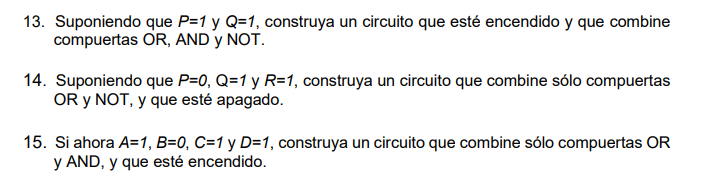 13. Suponiendo que P=1 y Q=1, construya un circuito que esté encendido y que combine
compuertas OR, AND y NOT.
14. Suponiendo que P=0, Q=1 y R=1, construya un circuito que combine sólo compuertas
OR y NOT, y que esté apagado.
15. Si ahora A=1, B=0, C=1 y D=1, construya un circuito que combine sólo compuertas OR
y AND, y que esté encendido.